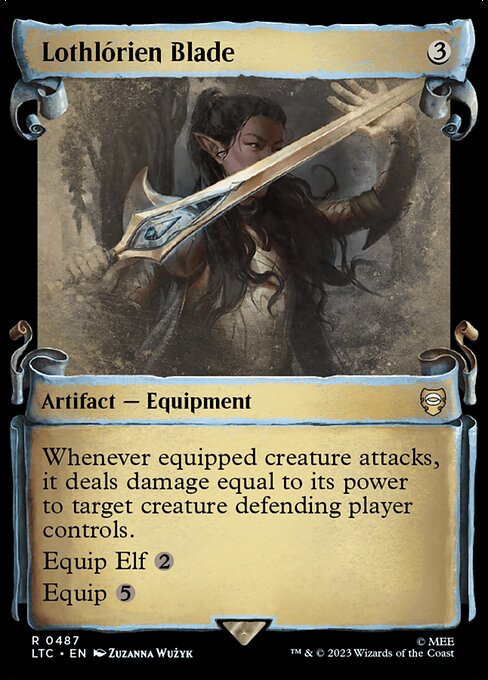 Lothlórien Blade 3
Artifact — Equipment
Whenever equipped creature attacks,
it deals damage equal to its power
to target creature defending player
controls.
Equip Elf 2
Equip 5
R 0487
LTC • EN Zuzanna Wużyk
© MEE
™ & © 2023 Wizards of the Coast